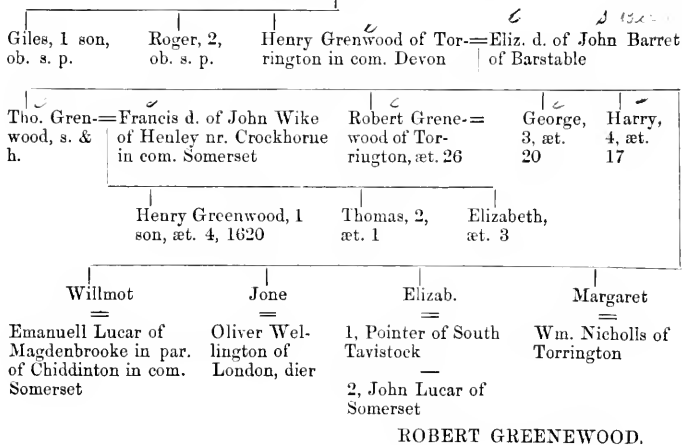 Giles, 1 son,
ob. s. p.
Roger, 2,
ob. s. p.
Henry Grenwood of Tor-
rington in com. Devon
=Eliz. d. of John Barret
of Barstable
Tho. Gren-
wood, s. &
h.
=Francis d. of John Wike
of Henley nr. Crockhorne
in com. Somerset
Robert Grene-=
wood of Tor-
rington, æt. 26
George,
3, æt.
20
Harry,
4, æt.
17
Henry Greenwood, 1
son, æt. 4, 1620
Thomas, 2,
æt. 1
Elizabeth,
æt. 3
Willmot
=
Emanuell Lucar of
Magdenbrooke in par.
of Chiddinton in com.
Somerset
Jone
=
Oliver Wel-
lington of
London, dier
Elizab.
=
1, Pointer of South
Tavistock
—
2, John Lucar of
Somerset
Margaret
=
Wm. Nicholls of
Torrington
ROBERT GREENEWOOD.